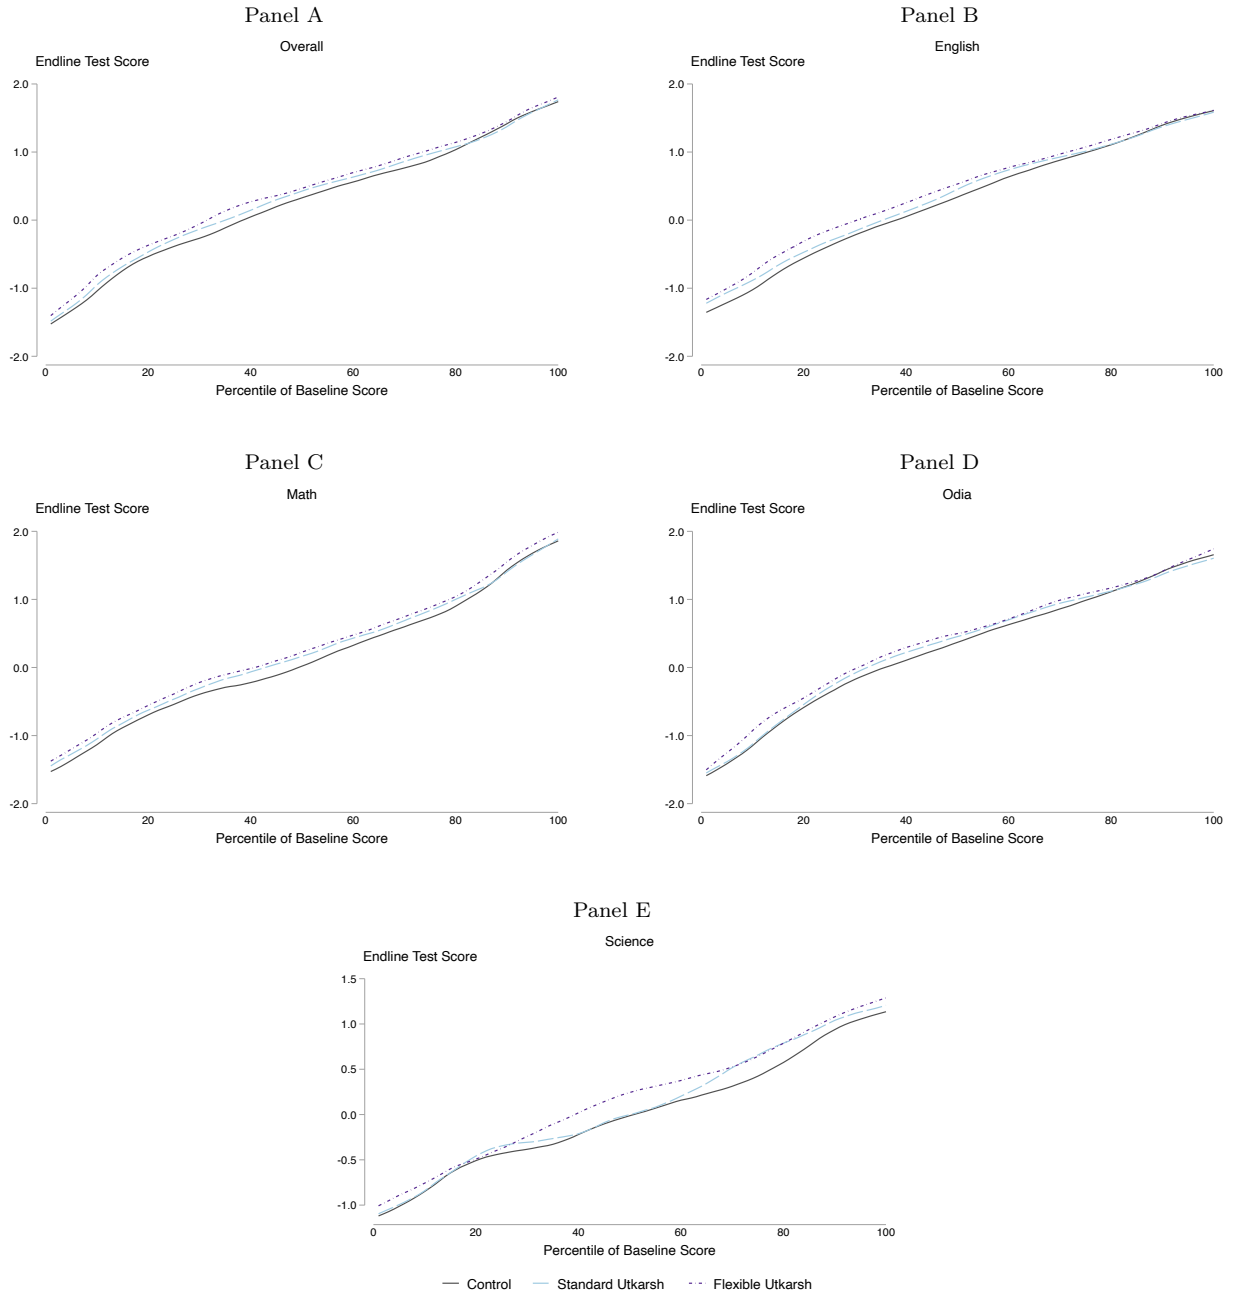 Panel A
Overall
Endline Test Score
2.0
1.0
0.0
-1.0
-2.0
0 20 40 60 80 100
Percentile of Baseline Score
Panel B
English
Endline Test Score
2.0
1.0
0.0
-1.0
-2.0
0 20 40 60 80 100
Percentile of Baseline Score
Panel C
Math
Endline Test Score
2.0
1.0
0.0
-1.0
-2.0
0 20 40 60 80 100
Percentile of Baseline Score
Panel D
Odia
Endline Test Score
2.0
1.0
0.0
-1.0
-2.0
0 20 40 60 80 100
Percentile of Baseline Score
Panel E
Science
Endline Test Score
1.5
1.0
0.5
0.0
-0.5
-1.0
0 20 40 60 80 100
Percentile of Baseline Score
Control Standard Utkarsh Flexible Utkarsh